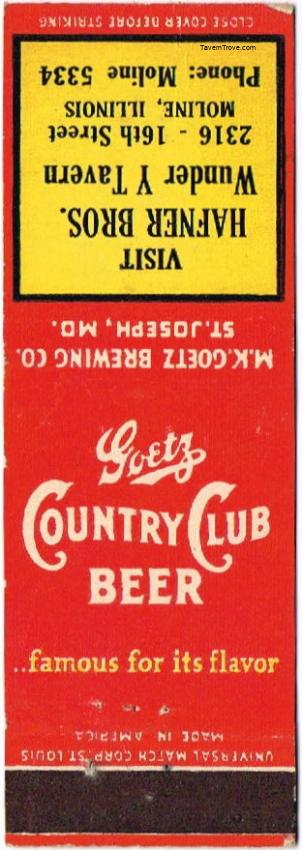 CLOSE COVER BEFORE STRIKING
TavernTrove.com
VISIT
HAFNER BROS.
Wunder Y Tavern
2316 - 16th Street
MOLINE, ILLINOIS
Phone: Moline 5334
M.K. GOETZ BREWING CO.
ST. JOSEPH, MO.
Goetz
COUNTRY CLUB
BEER
..famous for its flavor
UNIVERSAL MATCH CORP. ST. LOUIS
MADE IN AMERICA